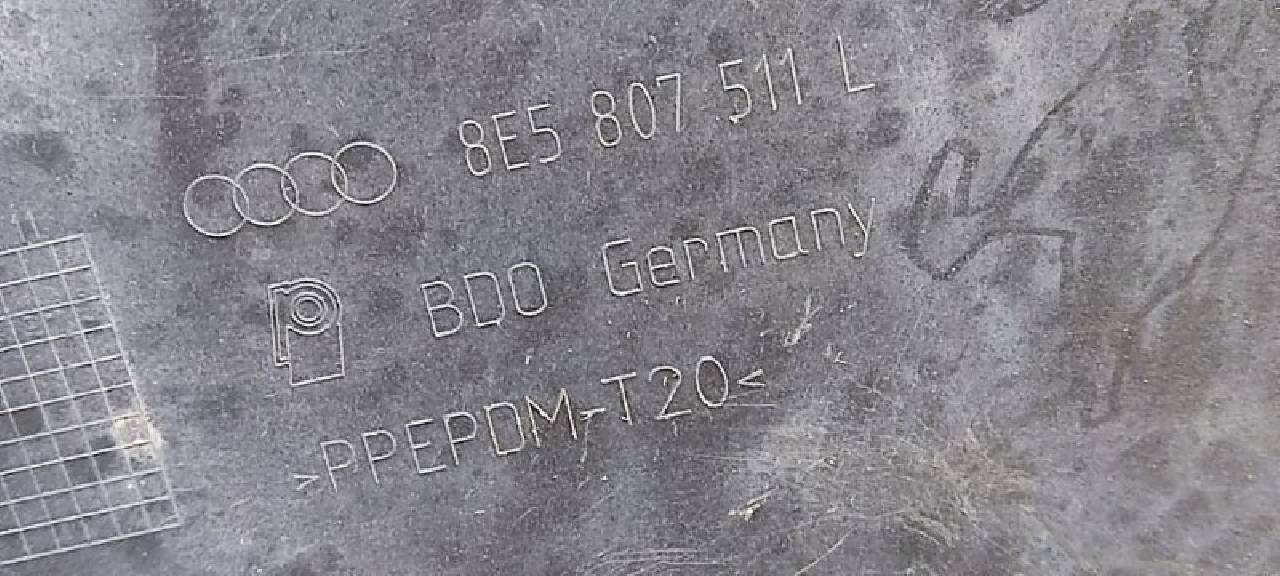 8E5 807 511 L
BDO Germany
>PPEPDM-T20<